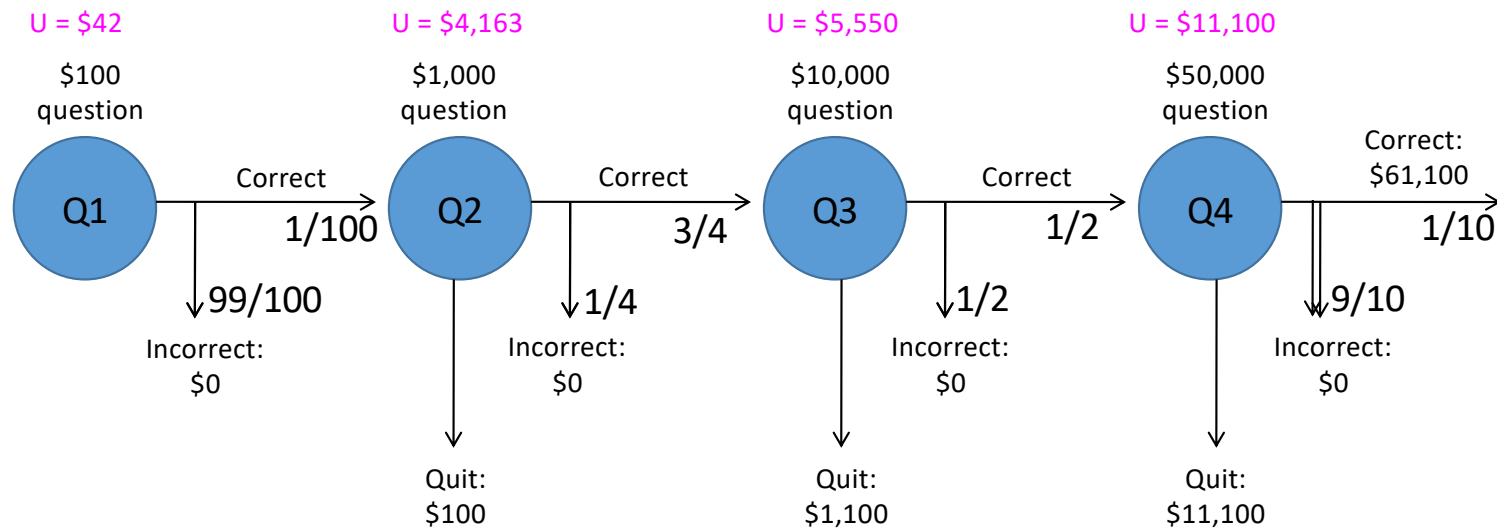 U = $42
U = $4,163
U = $5,550
U = $11,100
$100
question
$1,000
question
$10,000
question
$50,000
question
Q1
Correct
1/100
99/100
Incorrect:
$0
Q2
Correct
3/4
1/4
Incorrect:
$0
Quit:
$100
Q3
Correct
1/2
1/2
Incorrect:
$0
Quit:
$1,100
Q4
Correct:
$61,100
1/10
9/10
Incorrect:
$0
Quit:
$11,100